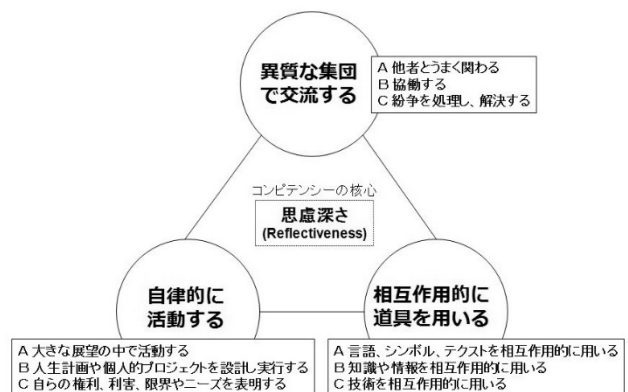 異質な集団
で交流する
A 他者とうまく関わる
B 協働する
C 紛争を処理し、解決する
コンピテンシーの核心
思慮深さ
(Reflectiveness)
自律的に
活動する
相互作用的に
道具を用いる
A 大きな展望の中で活動する
B 人生計画や個人的プロジェクトを設計し実行する
C 自らの権利、利害、限界やニーズを表明する
A 言語、シンボル、テクストを相互作用的に用いる
B 知識や情報を相互作用的に用いる
C 技術を相互作用的に用いる